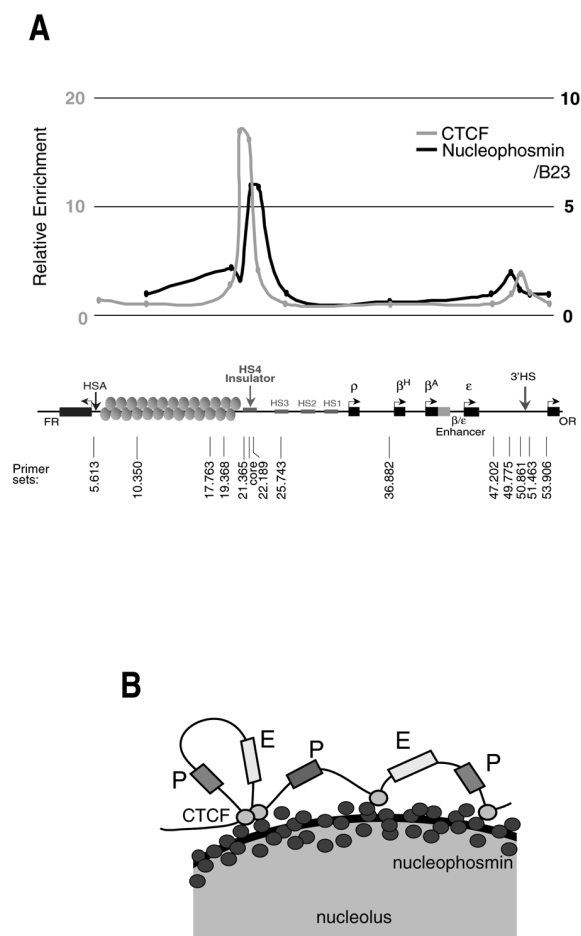 A
Relative Enrichment
20
10
0
10
5
0
CTCF
Nucleophosmin
/B23
HSA
HS4
Insulator
HS3
HS2
HS1
ρ
βᴴ
βᴬ
ε
3'HS
FR
β/ε
Enhancer
OR
Primer
sets:
5.613
10.350
17.763
19.368
21.365
core
22.189
25.743
36.882
47.202
49.775
50.861
51.463
53.906
B
P
E
P
E
P
CTCF
nucleophosmin
nucleolus